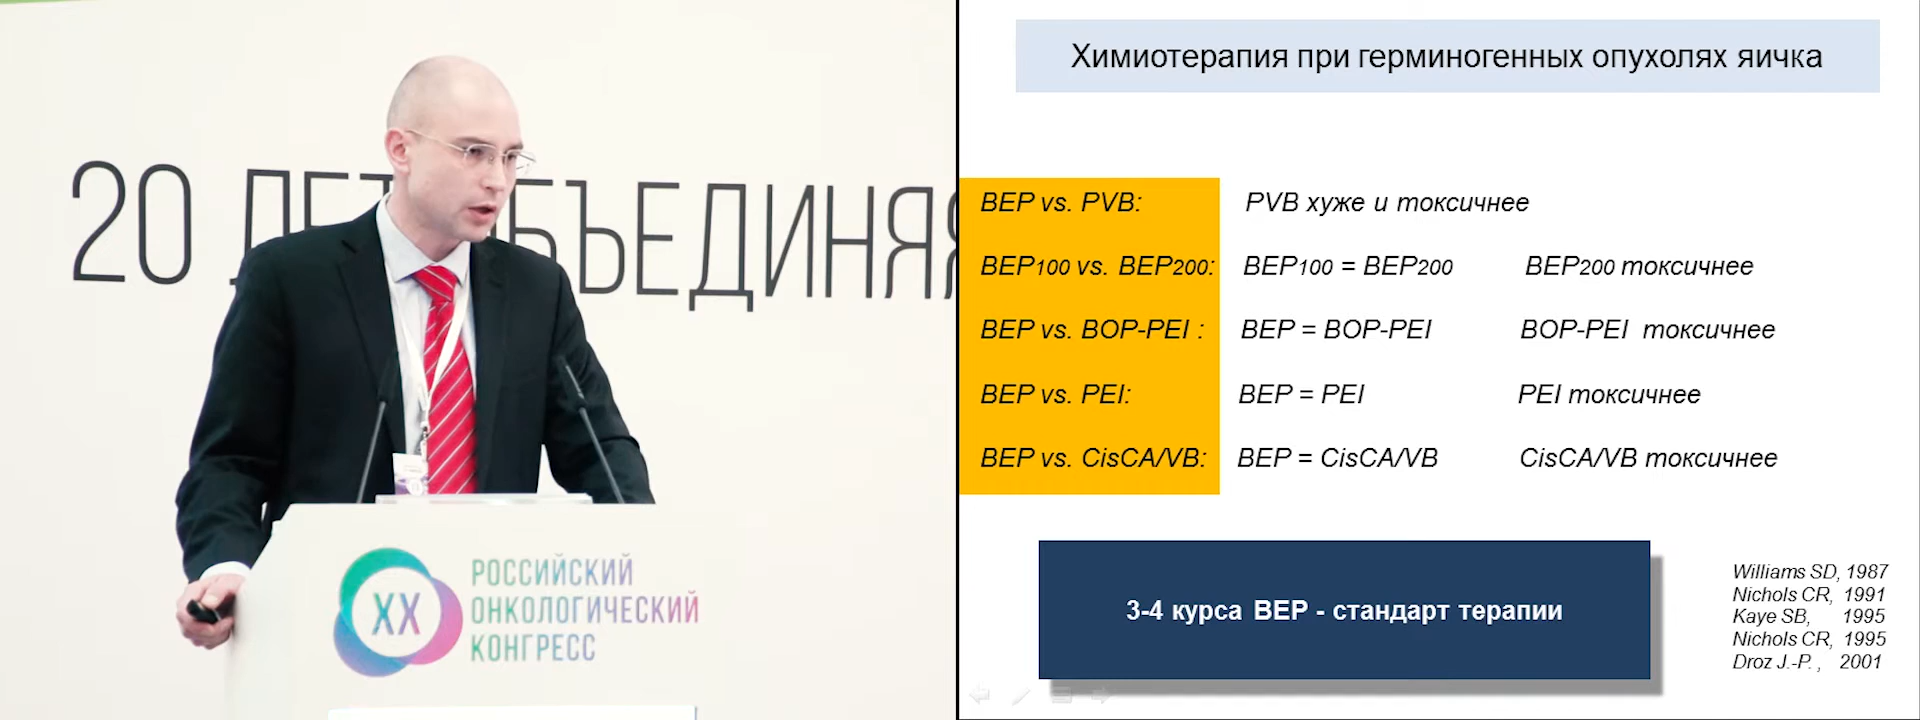 20 ЛЕТ ОБЪЕДИНЯЯ
РОССИЙСКИЙ
ОНКОЛОГИЧЕСКИЙ
КОНГРЕСС
XX
Химиотерапия при герминогенных опухолях яичка
BEP vs. PVB: PVB хуже и токсичнее
BEP100 vs. BEP200: BEP100 = BEP200 BEP200 токсичнее
BEP vs. BOP-PEI : BEP = BOP-PEI BOP-PEI токсичнее
BEP vs. PEI: BEP = PEI PEI токсичнее
BEP vs. CisCA/VB: BEP = CisCA/VB CisCA/VB токсичнее
3-4 курса BEP - стандарт терапии
Williams SD, 1987
Nichols CR, 1991
Kaye SB, 1995
Nichols CR, 1995
Droz J.-P. , 2001